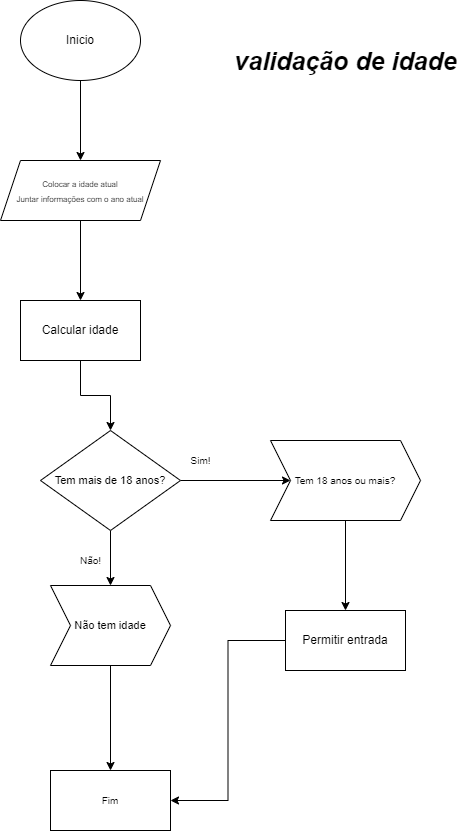 Inicio
validação de idade
Colocar a idade atual
Juntar informações com o ano atual
Calcular idade
Tem mais de 18 anos?
Sim!
Tem 18 anos ou mais?
Não!
Não tem idade
Permitir entrada
Fim